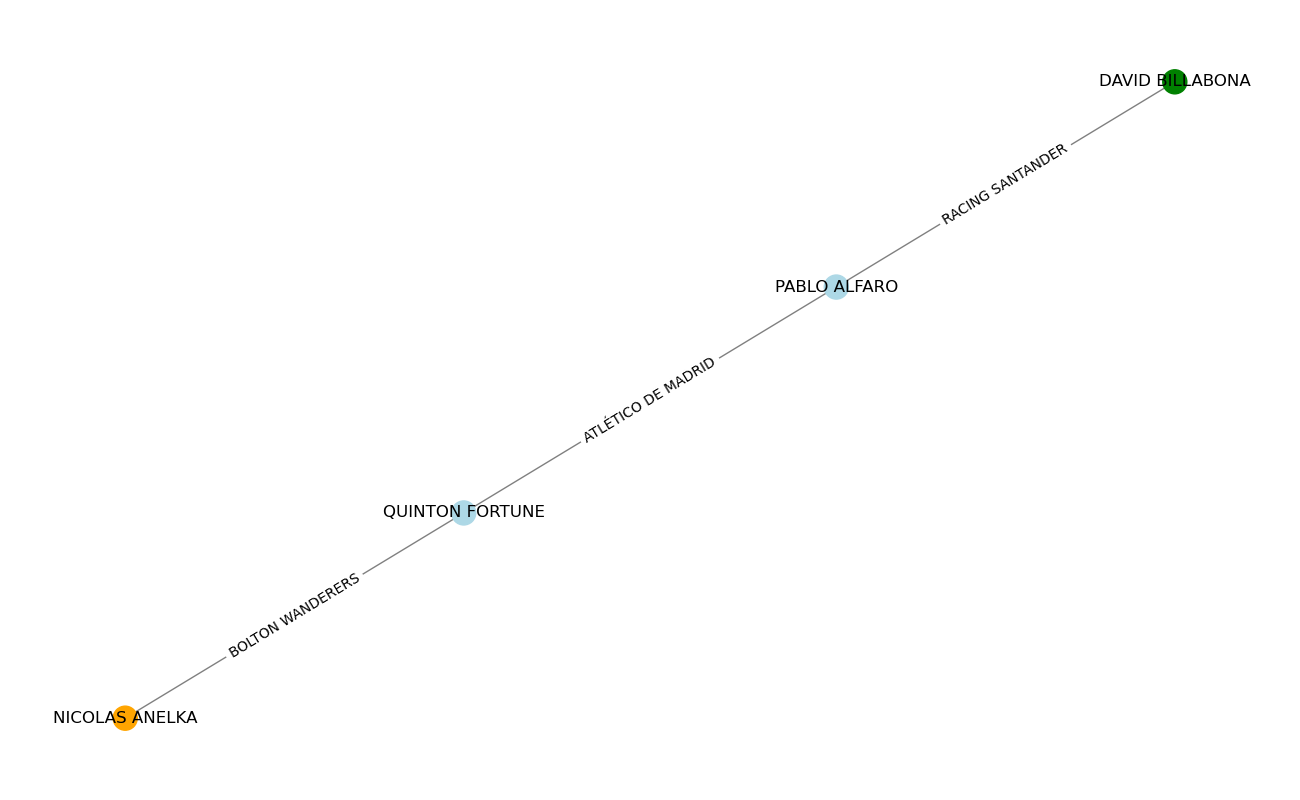 DAVID BILLABONA
RACING SANTANDER
PABLO ALFARO
ATLÉTICO DE MADRID
QUINTON FORTUNE
BOLTON WANDERERS
NICOLAS ANELKA